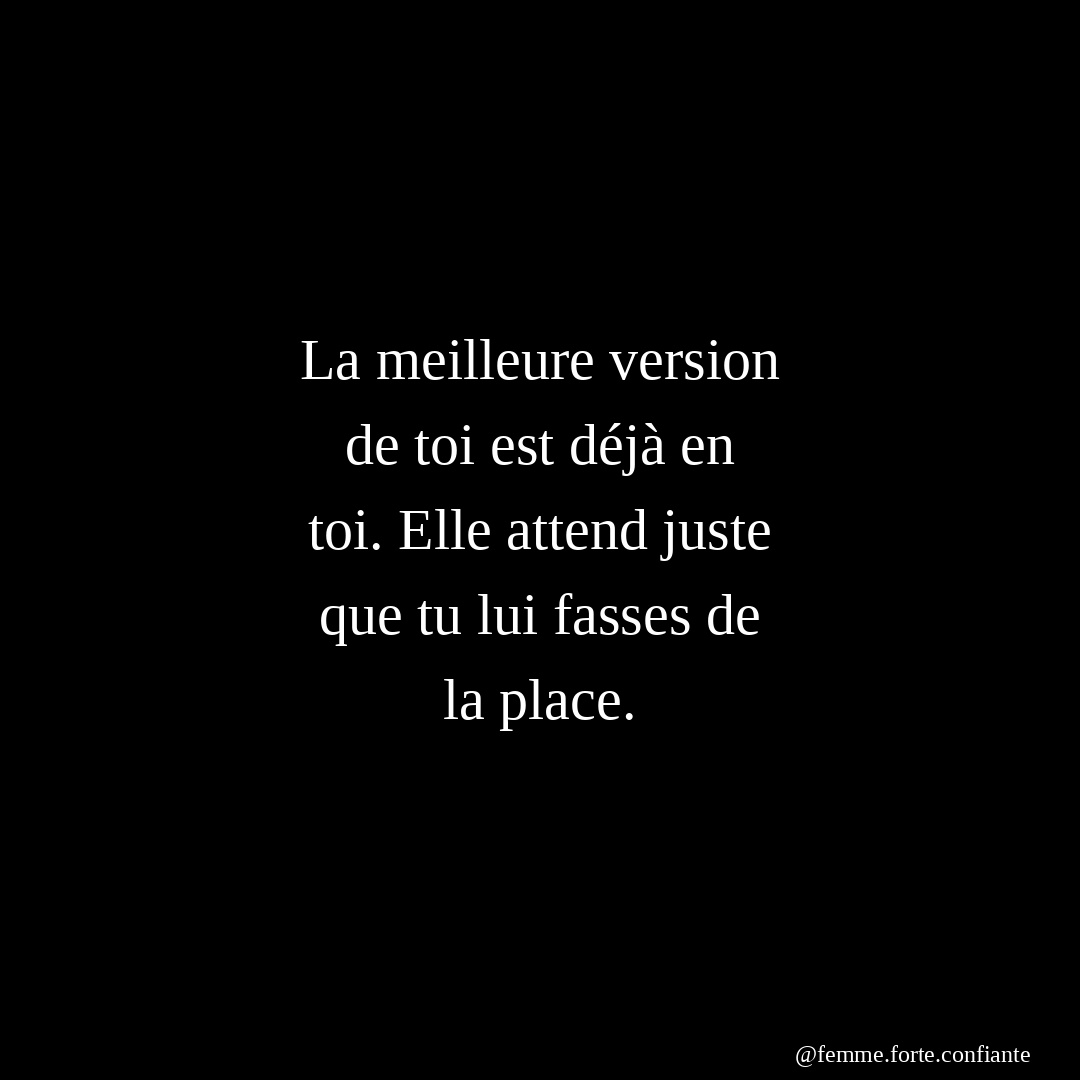 La meilleure version
de toi est déjà en
toi. Elle attend juste
que tu lui fasses de
la place.
@femme.forte.confiante